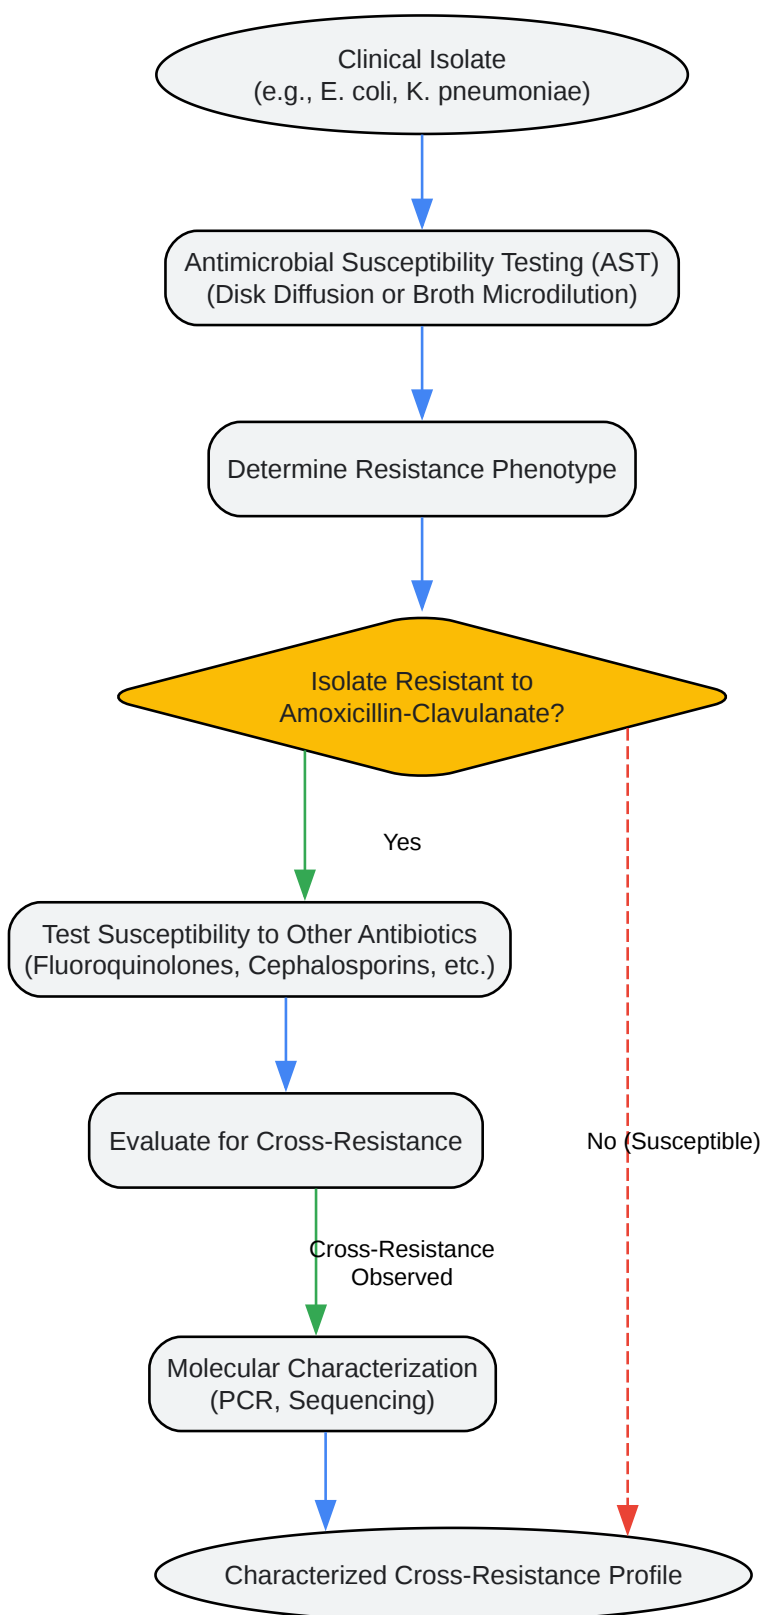 Clinical Isolate
(e.g., E. coli, K. pneumoniae)
Antimicrobial Susceptibility Testing (AST)
(Disk Diffusion or Broth Microdilution)
Determine Resistance Phenotype
Isolate Resistant to
Amoxicillin-Clavulanate?
Yes
Test Susceptibility to Other Antibiotics
(Fluoroquinolones, Cephalosporins, etc.)
Evaluate for Cross-Resistance
No (Susceptible)
Cross-Resistance
Observed
Molecular Characterization
(PCR, Sequencing)
Characterized Cross-Resistance Profile